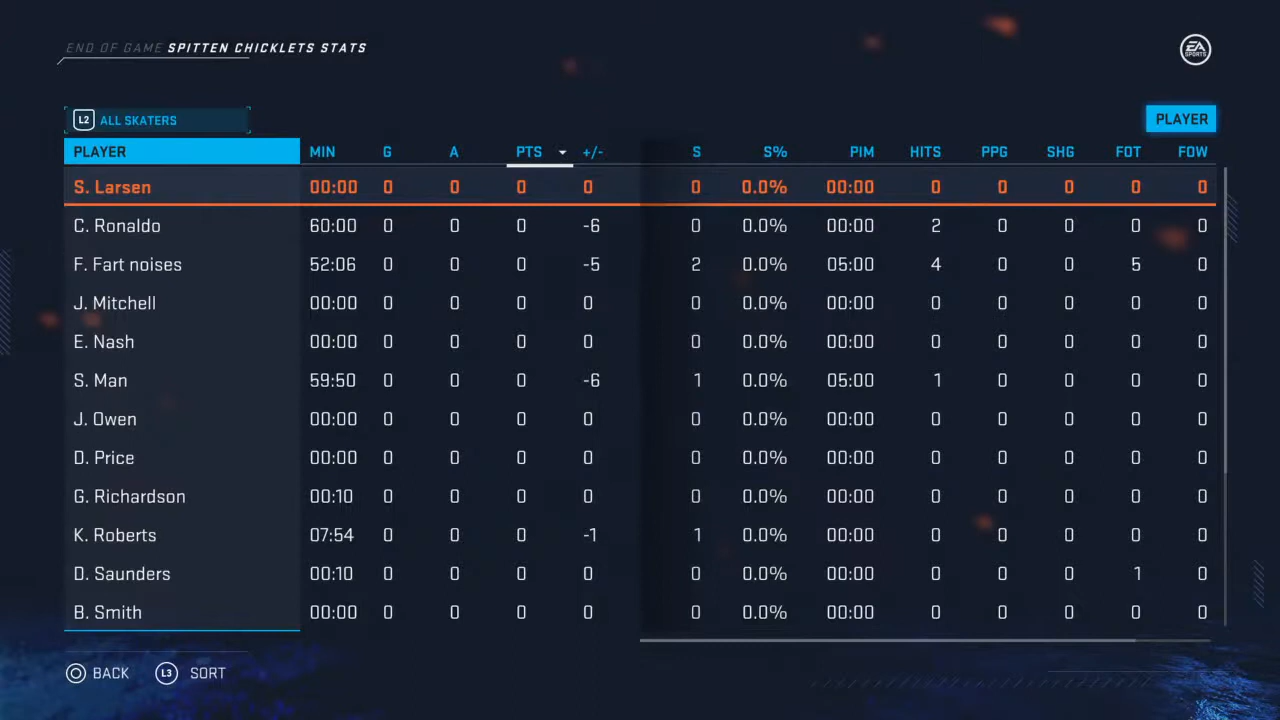 END OF GAME SPITTEN CHICKLETS STATS
EA SPORTS
L2 ALL SKATERS
PLAYER
PLAYER MIN G A PTS +/- S S% PIM HITS PPG SHG FOT FOW
S. Larsen 00:00 0 0 0 0 0 0.0% 00:00 0 0 0 0 0
C. Ronaldo 60:00 0 0 0 -6 0 0.0% 00:00 2 0 0 0 0
F. Fart noises 52:06 0 0 0 -5 2 0.0% 05:00 4 0 0 5 0
J. Mitchell 00:00 0 0 0 0 0 0.0% 00:00 0 0 0 0 0
E. Nash 00:00 0 0 0 0 0 0.0% 00:00 0 0 0 0 0
S. Man 59:50 0 0 0 -6 1 0.0% 05:00 1 0 0 0 0
J. Owen 00:00 0 0 0 0 0 0.0% 00:00 0 0 0 0 0
D. Price 00:00 0 0 0 0 0 0.0% 00:00 0 0 0 0 0
G. Richardson 00:10 0 0 0 0 0 0.0% 00:00 0 0 0 0 0
K. Roberts 07:54 0 0 0 -1 1 0.0% 00:00 0 0 0 0 0
D. Saunders 00:10 0 0 0 0 0 0.0% 00:00 0 0 0 1 0
B. Smith 00:00 0 0 0 0 0 0.0% 00:00 0 0 0 0 0
BACK L3 SORT